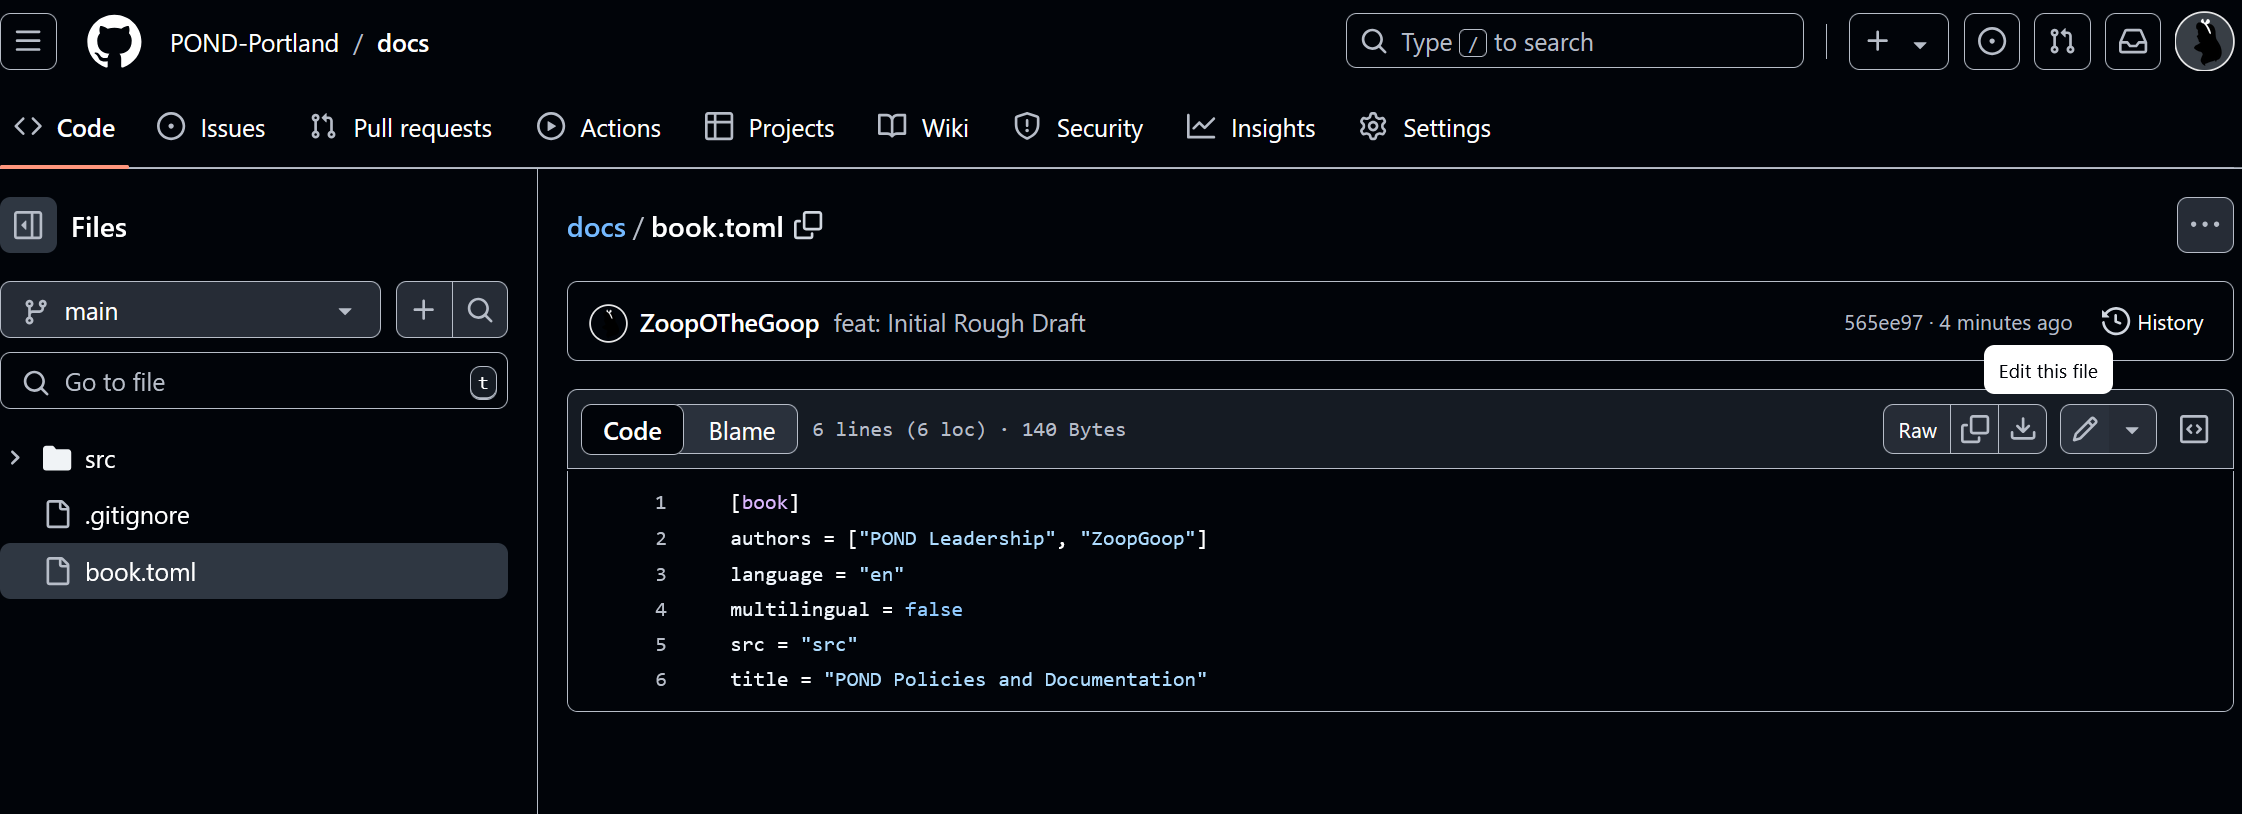 POND-Portland / docs
Type / to search
Code Issues Pull requests Actions Projects Wiki Security Insights Settings
Files
main
Go to file t
src
.gitignore
book.toml
docs / book.toml
ZoopOTheGoop feat: Initial Rough Draft 565ee97 · 4 minutes ago History
Edit this file
Code Blame 6 lines (6 loc) · 140 Bytes Raw
1 [book]
2 authors = ["POND Leadership", "ZoopGoop"]
3 language = "en"
4 multilingual = false
5 src = "src"
6 title = "POND Policies and Documentation"